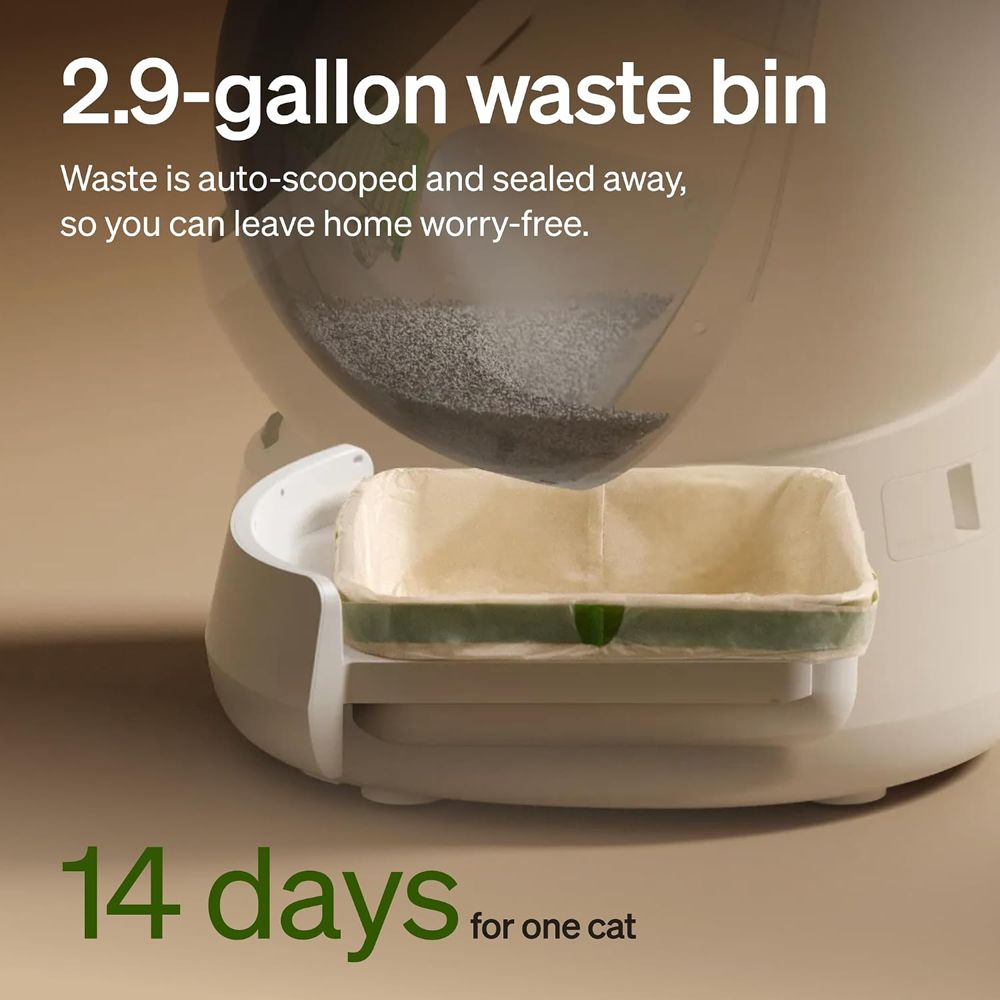 2.9-gallon waste bin
Waste is auto-scooped and sealed away,
so you can leave home worry-free.
14 days for one cat